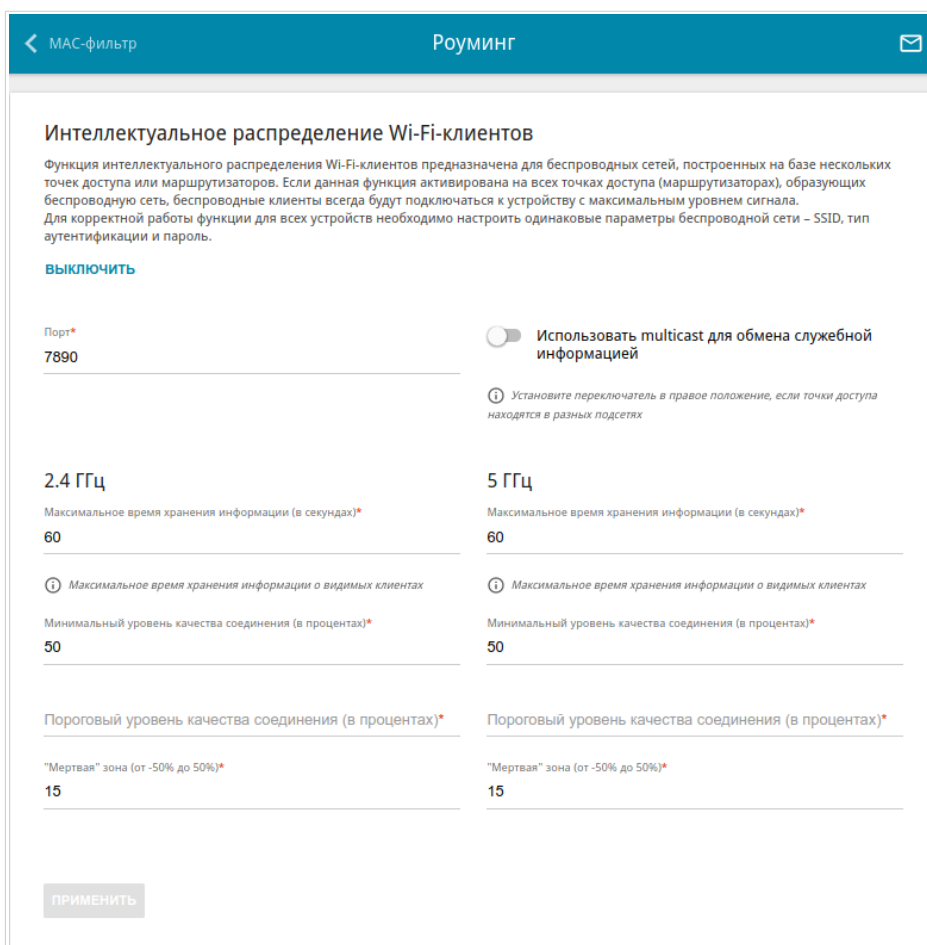 МАС-фильтр
Роуминг
Интеллектуальное распределение Wi-Fi-клиентов
Функция интеллектуального распределения Wi-Fi-клиентов предназначена для беспроводных сетей, построенных на базе нескольких
точек доступа или маршрутизаторов. Если данная функция активирована на всех точках доступа (маршрутизаторах), образующих
беспроводную сеть, беспроводные клиенты всегда будут подключаться к устройству с максимальным уровнем сигнала.
Для корректной работы функции для всех устройств необходимо настроить одинаковые параметры беспроводной сети – SSID, тип
аутентификации и пароль.
ВЫКЛЮЧИТЬ
Порт*
7890
Использовать multicast для обмена служебной
информацией
Установите переключатель в правое положение, если точки доступа
находятся в разных подсетях
2.4 ГГц
Максимальное время хранения информации (в секундах)*
60
Максимальное время хранения информации о видимых клиентах
Минимальный уровень качества соединения (в процентах)*
50
Пороговый уровень качества соединения (в процентах)*
"Мертвая" зона (от -50% до 50%)*
15
5 ГГц
Максимальное время хранения информации (в секундах)*
60
Максимальное время хранения информации о видимых клиентах
Минимальный уровень качества соединения (в процентах)*
50
Пороговый уровень качества соединения (в процентах)*
"Мертвая" зона (от -50% до 50%)*
15
ПРИМЕНИТЬ